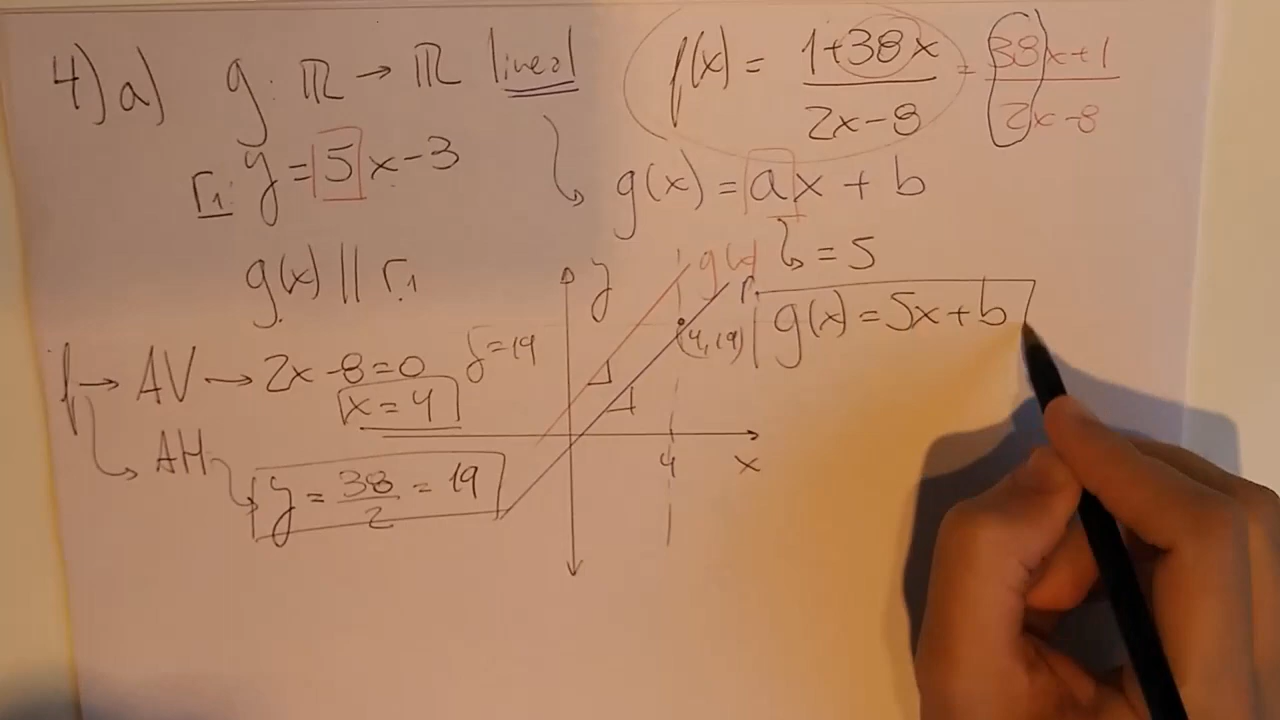 4) a) g: ℝ → ℝ lineal f(x) = (1+38x)/(2x-8) = (38x+1)/(2x-8)
r₁: y = 5x-3
g(x) = ax + b
↳ = 5
g(x) || r₁
g(x) = 5x+b
f → AV → 2x-8=0
x = 4
y=19
(4,19)
g(x)
r₁
y
4
x
AH
y = 38/2 = 19